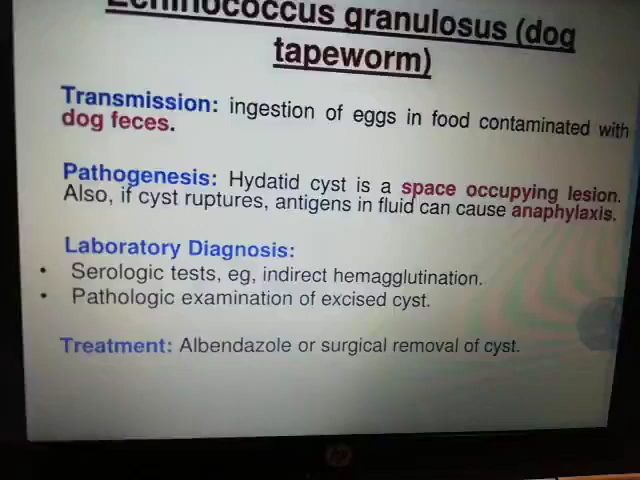 Echinococcus granulosus (dog
tapeworm)
Transmission: ingestion of eggs in food contaminated with
dog feces.
Pathogenesis: Hydatid cyst is a space occupying lesion.
Also, if cyst ruptures, antigens in fluid can cause anaphylaxis.
Laboratory Diagnosis:
• Serologic tests, eg, indirect hemagglutination.
• Pathologic examination of excised cyst.
Treatment: Albendazole or surgical removal of cyst.
hp